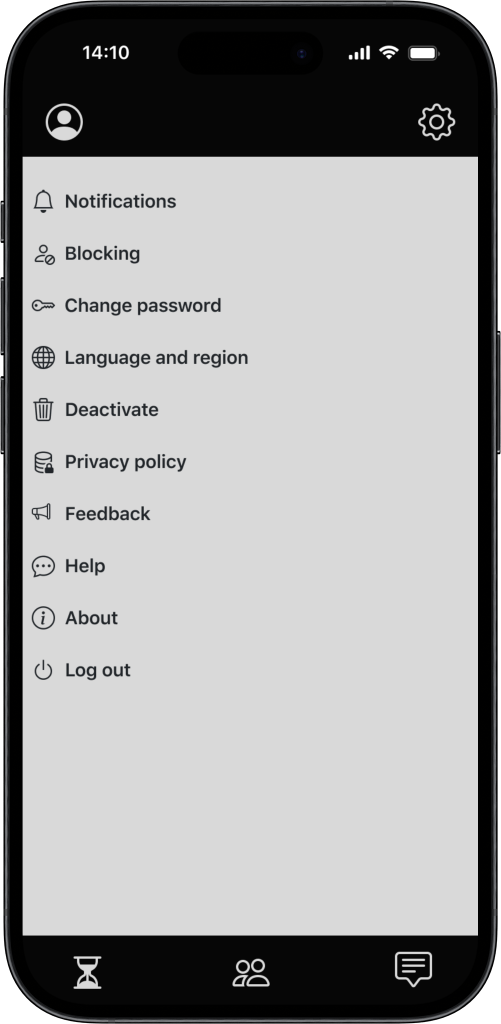 14:10
Notifications
Blocking
Change password
Language and region
Deactivate
Privacy policy
Feedback
Help
About
Log out